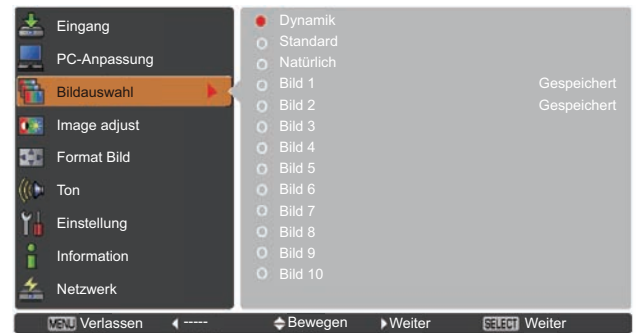 Eingang
PC-Anpassung
Bildauswahl
Image adjust
Format Bild
Ton
Einstellung
Information
Netzwerk
Dynamik
Standard
Natürlich
Bild 1 Gespeichert
Bild 2 Gespeichert
Bild 3
Bild 4
Bild 5
Bild 6
Bild 7
Bild 8
Bild 9
Bild 10
MENU Verlassen ----- Bewegen Weiter SELECT Weiter